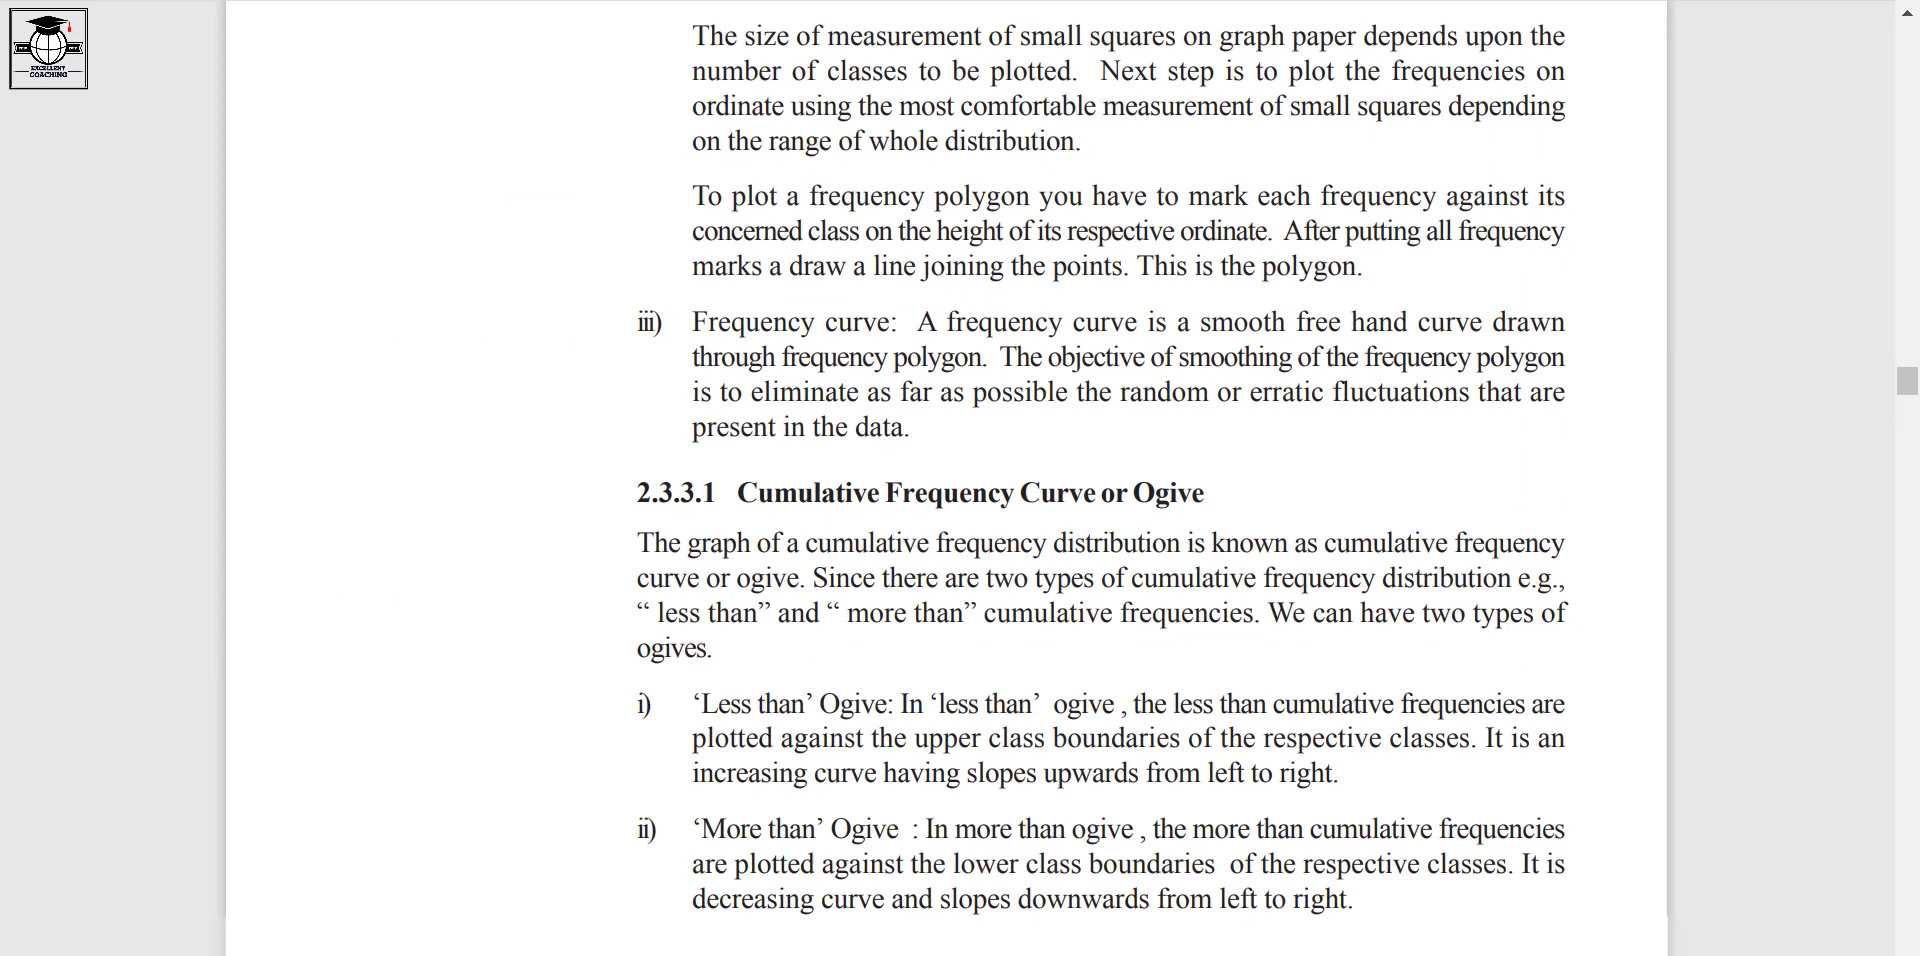 EXCELLENT
COACHING
The size of measurement of small squares on graph paper depends upon the
number of classes to be plotted. Next step is to plot the frequencies on
ordinate using the most comfortable measurement of small squares depending
on the range of whole distribution.
To plot a frequency polygon you have to mark each frequency against its
concerned class on the height of its respective ordinate. After putting all frequency
marks a draw a line joining the points. This is the polygon.
iii) Frequency curve: A frequency curve is a smooth free hand curve drawn
through frequency polygon. The objective of smoothing of the frequency polygon
is to eliminate as far as possible the random or erratic fluctuations that are
present in the data.
2.3.3.1 Cumulative Frequency Curve or Ogive
The graph of a cumulative frequency distribution is known as cumulative frequency
curve or ogive. Since there are two types of cumulative frequency distribution e.g.,
“ less than” and “ more than” cumulative frequencies. We can have two types of
ogives.
i) ‘Less than’ Ogive: In ‘less than’ ogive , the less than cumulative frequencies are
plotted against the upper class boundaries of the respective classes. It is an
increasing curve having slopes upwards from left to right.
ii) ‘More than’ Ogive : In more than ogive , the more than cumulative frequencies
are plotted against the lower class boundaries of the respective classes. It is
decreasing curve and slopes downwards from left to right.